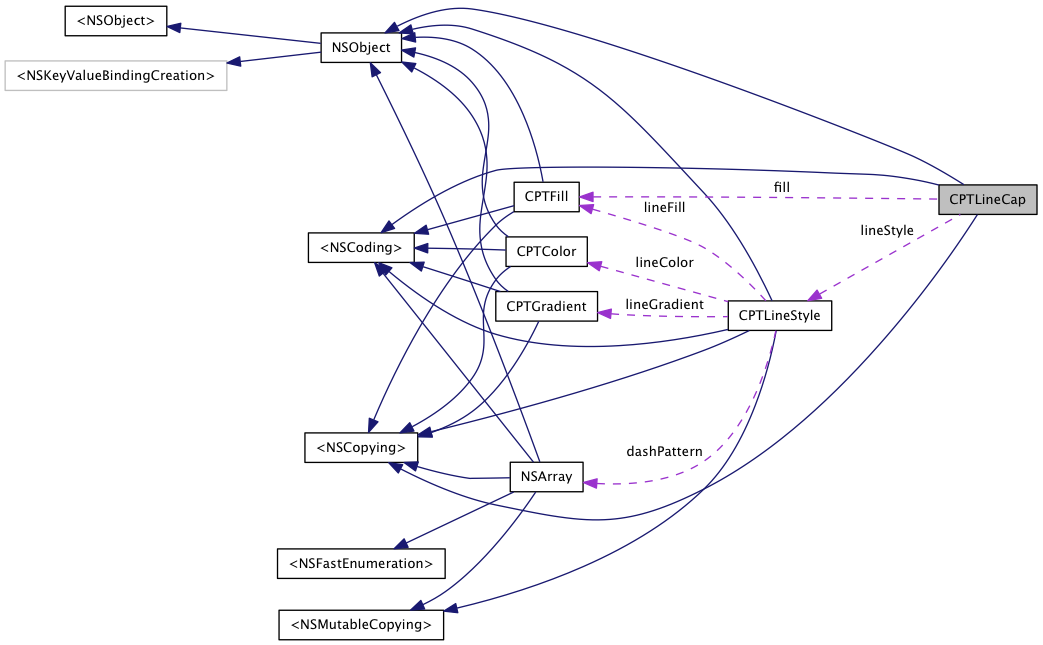 <NSObject>
NSObject
<NSKeyValueBindingCreation>
fill
CPTFill
CPTLineCap
lineFill
lineStyle
<NSCoding>
CPTColor
lineColor
CPTGradient
lineGradient
CPTLineStyle
<NSCopying>
dashPattern
NSArray
<NSFastEnumeration>
<NSMutableCopying>